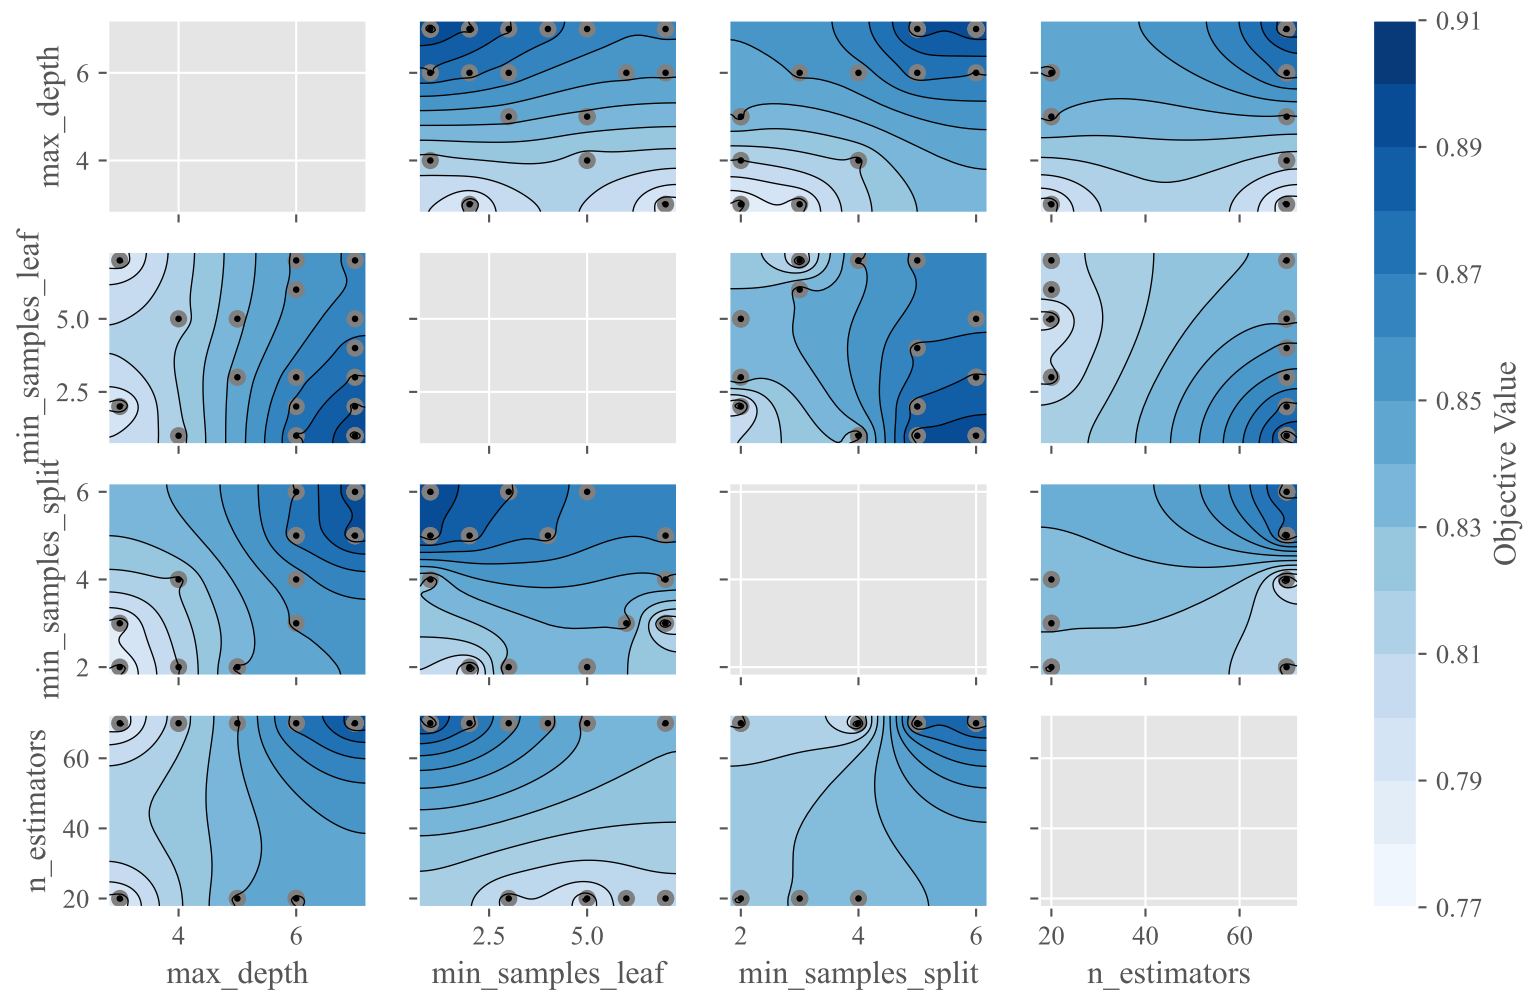 0.91
6
4
max_depth
0.89
0.87
5.0
2.5
min_samples_leaf
0.85
0.83
Objective Value
6
4
2
min_samples_split
0.81
0.79
60
40
20
n_estimators
0.77
4 6
2.5 5.0
2 4 6
20 40 60
max_depth
min_samples_leaf
min_samples_split
n_estimators